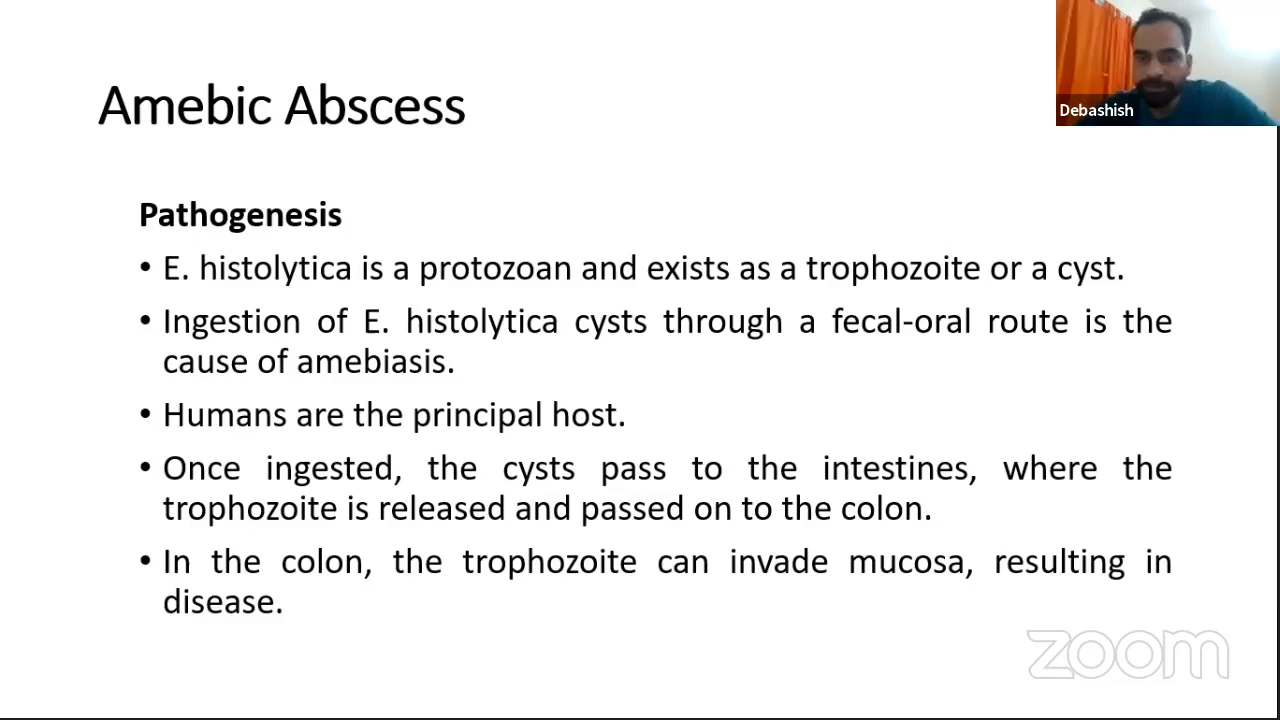 Amebic Abscess
Debashish
Pathogenesis
• E. histolytica is a protozoan and exists as a trophozoite or a cyst.
• Ingestion of E. histolytica cysts through a fecal-oral route is the
cause of amebiasis.
• Humans are the principal host.
• Once ingested, the cysts pass to the intestines, where the
trophozoite is released and passed on to the colon.
• In the colon, the trophozoite can invade mucosa, resulting in
disease.
zoom